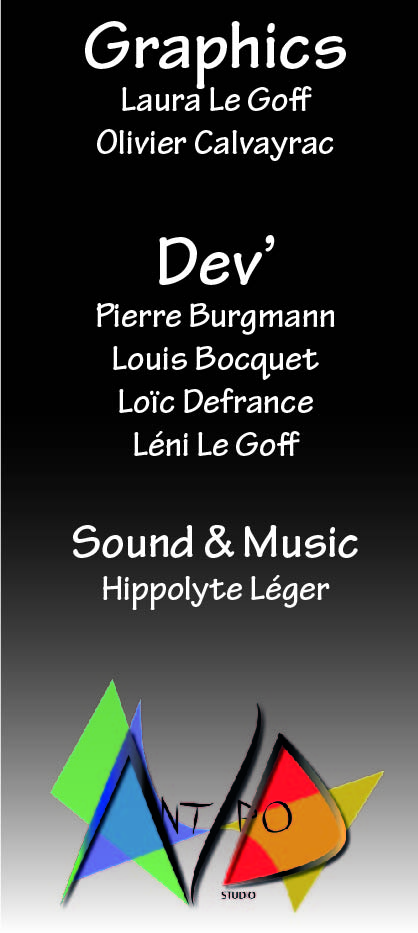 Graphics
Laura Le Goff
Olivier Calvayrac
Dev’
Pierre Burgmann
Louis Bocquet
Loïc Defrance
Léni Le Goff
Sound & Music
Hippolyte Léger
ANTIPOD
STUDIO